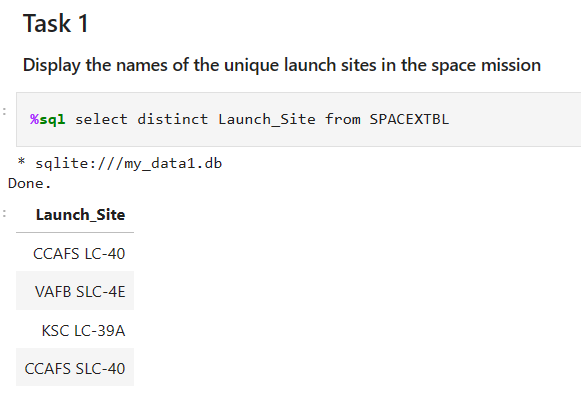 Task 1
Display the names of the unique launch sites in the space mission
:
%sql select distinct Launch_Site from SPACEXTBL
* sqlite:///my_data1.db
Done.
:
Launch_Site
CCAFS LC-40
VAFB SLC-4E
KSC LC-39A
CCAFS SLC-40